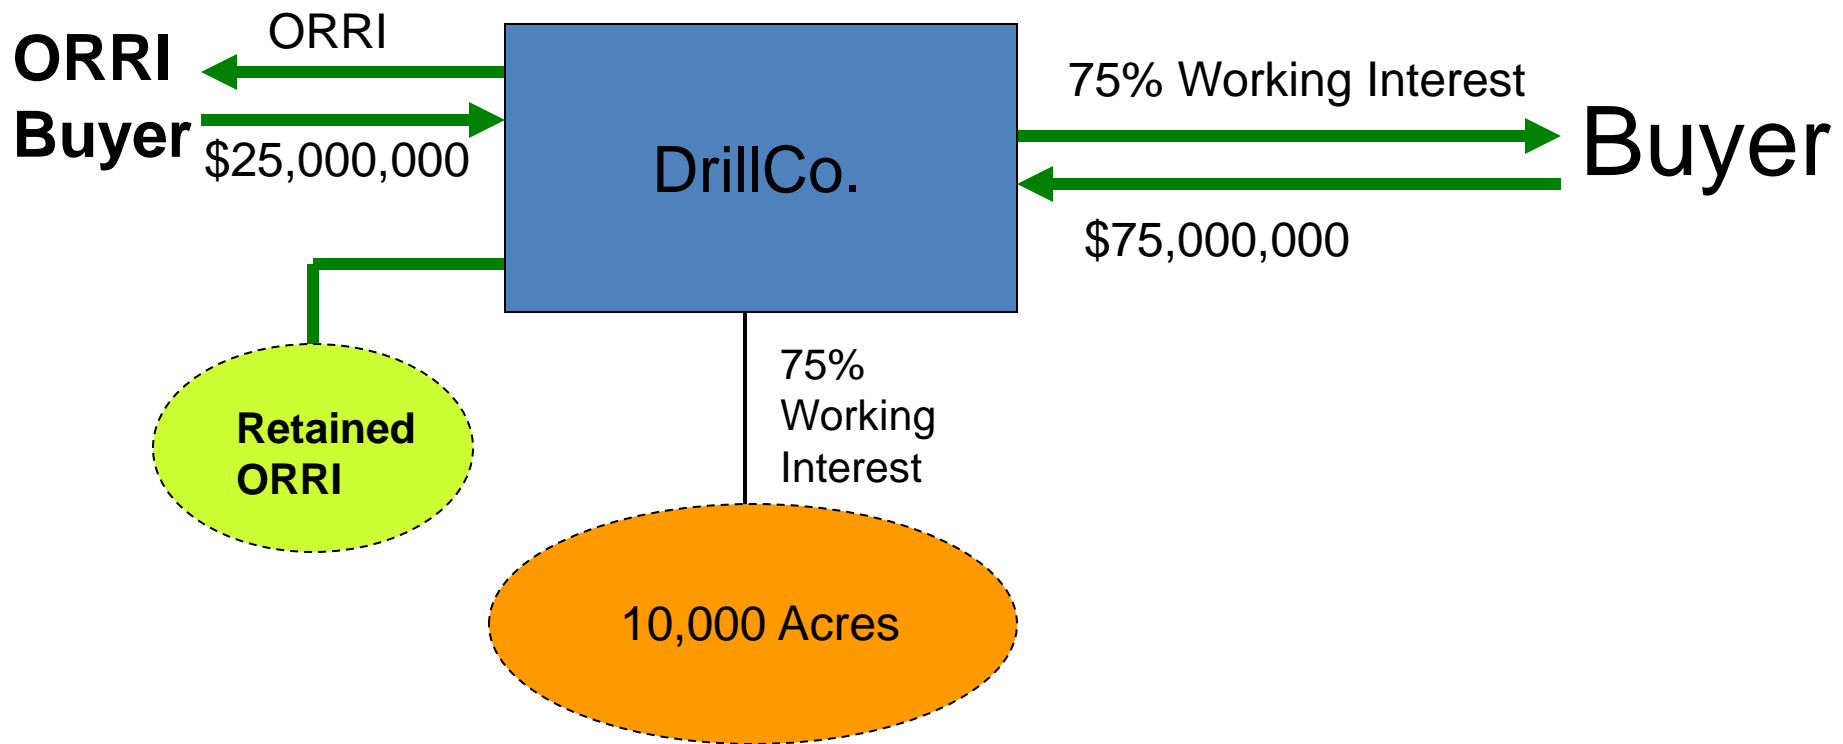 ORRI
Buyer
ORRI
$25,000,000
DrillCo.
75% Working Interest
$75,000,000
Buyer
Retained
ORRI
75%
Working
Interest
10,000 Acres